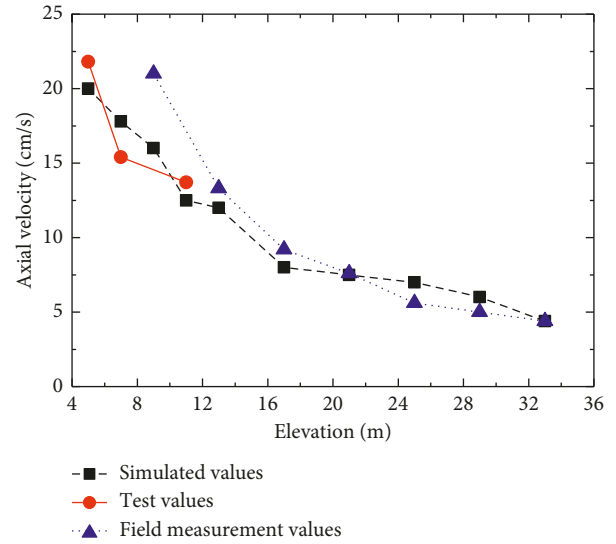 25
20
15
10
5
0
Axial velocity (cm/s)
4 8 12 16 20 24 28 32 36
Elevation (m)
Simulated values
Test values
Field measurement values